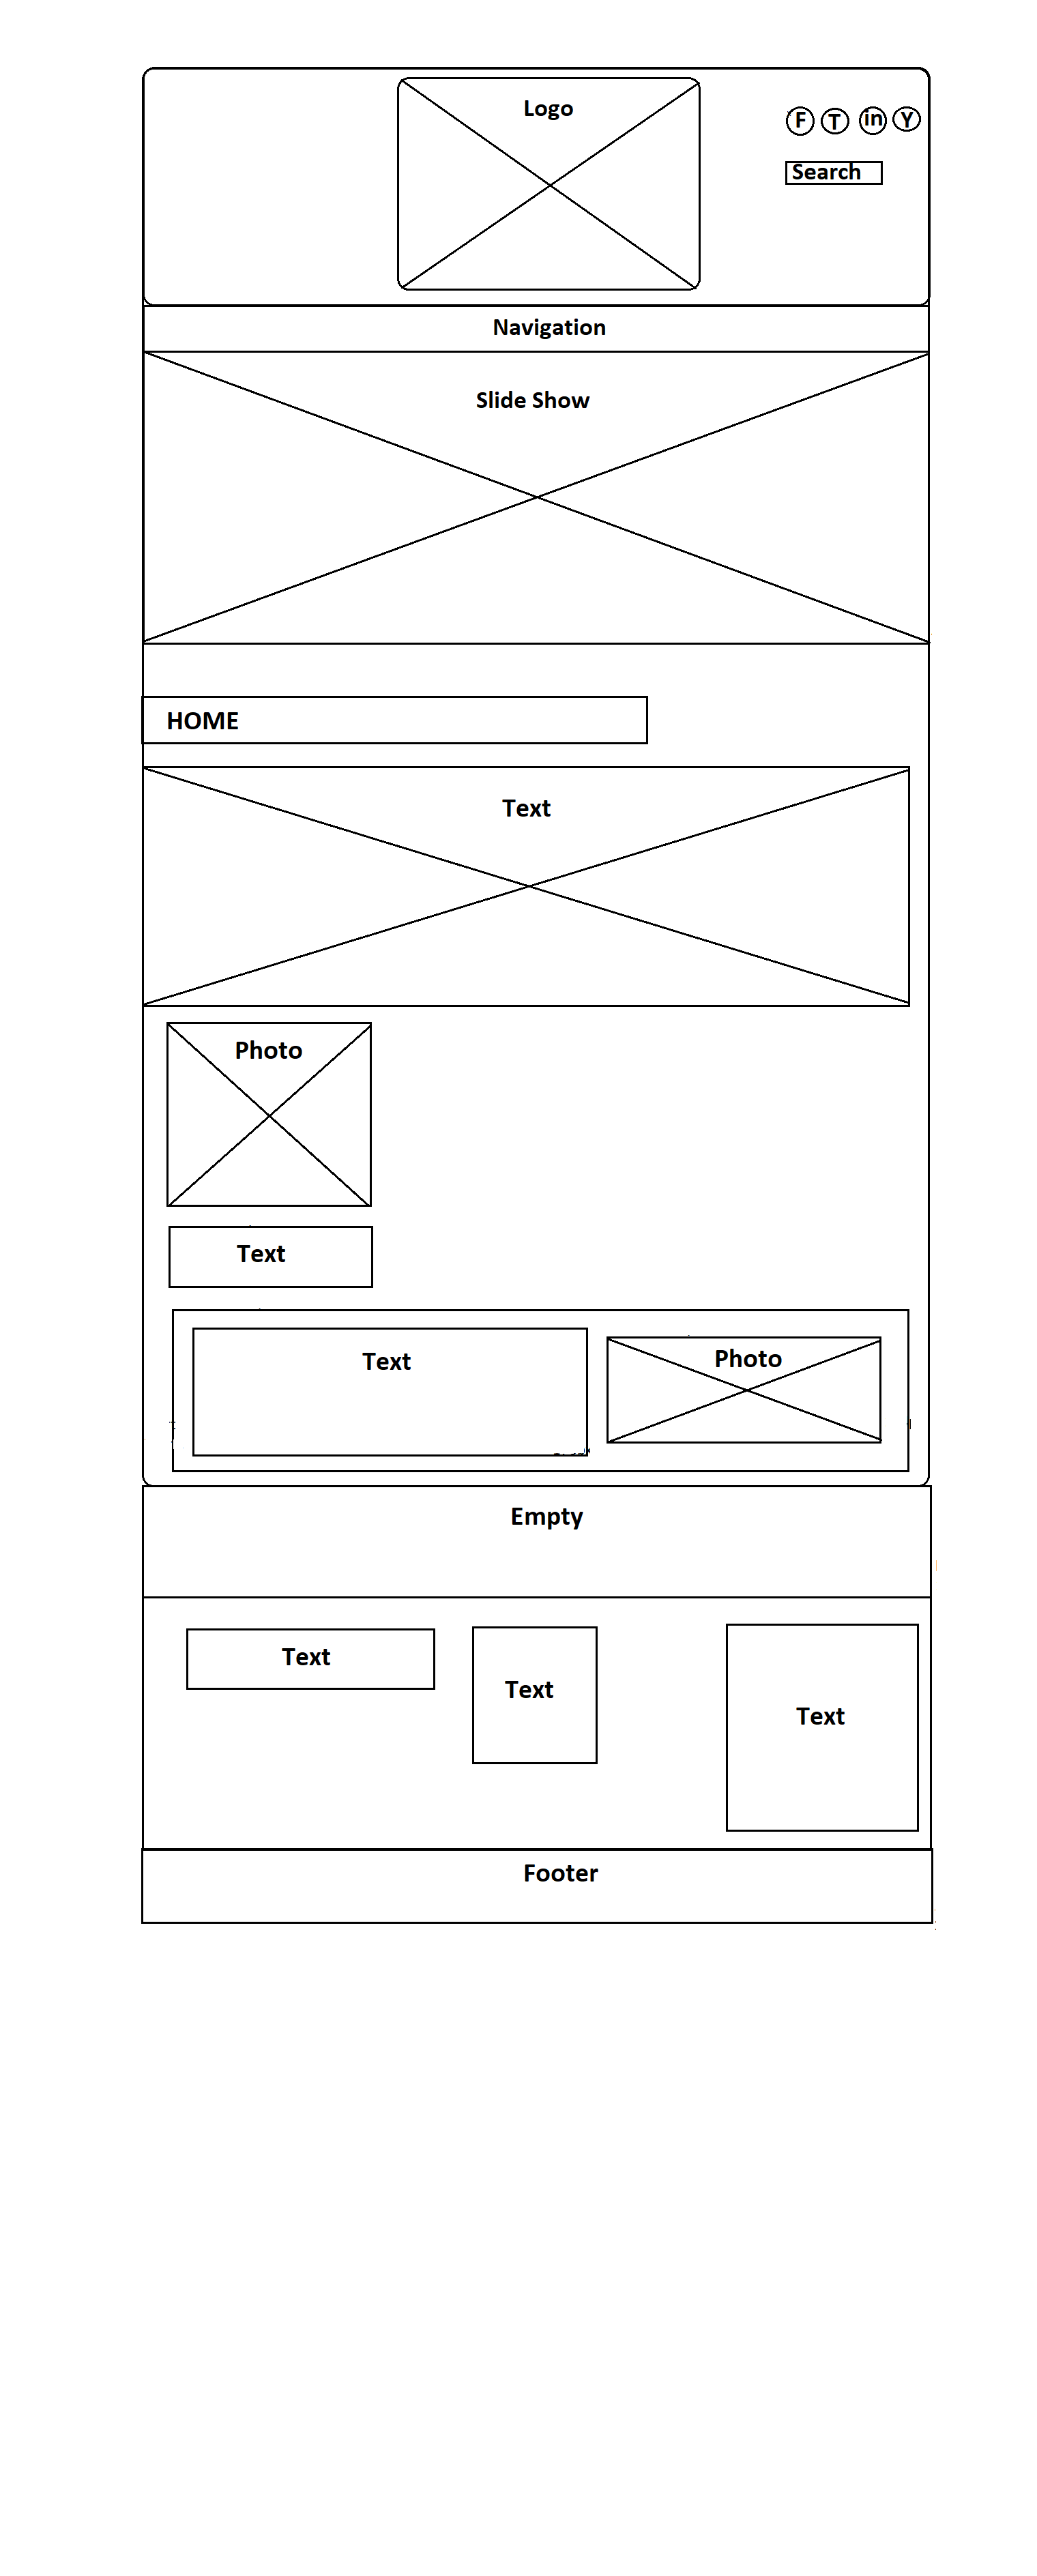 Logo
F T in Y
Search
Navigation
Slide Show
HOME
Text
Photo
Text
Text
Photo
Empty
Text
Text
Text
Footer